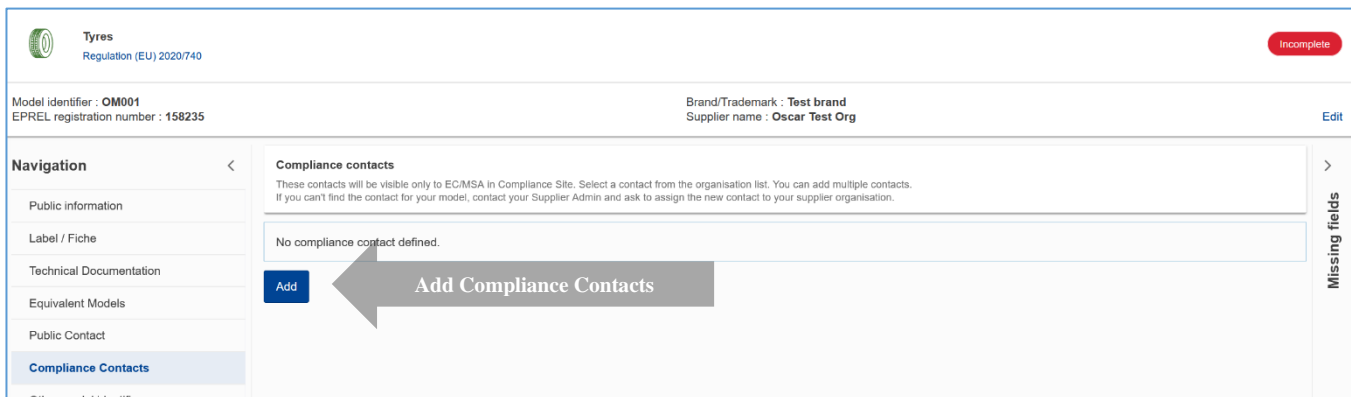 Tyres
Regulation (EU) 2020/740
Incomplete
Model identifier : OM001
EPREL registration number : 158235
Brand/Trademark : Test brand
Supplier name : Oscar Test Org
Edit
Navigation
Public information
Label / Fiche
Technical Documentation
Equivalent Models
Public Contact
Compliance Contacts
Compliance contacts
These contacts will be visible only to EC/MSA in Compliance Site. Select a contact from the organisation list. You can add multiple contacts.
If you can't find the contact for your model, contact your Supplier Admin and ask to assign the new contact to your supplier organisation.
No compliance contact defined.
Add
Add Compliance Contacts
Missing fields